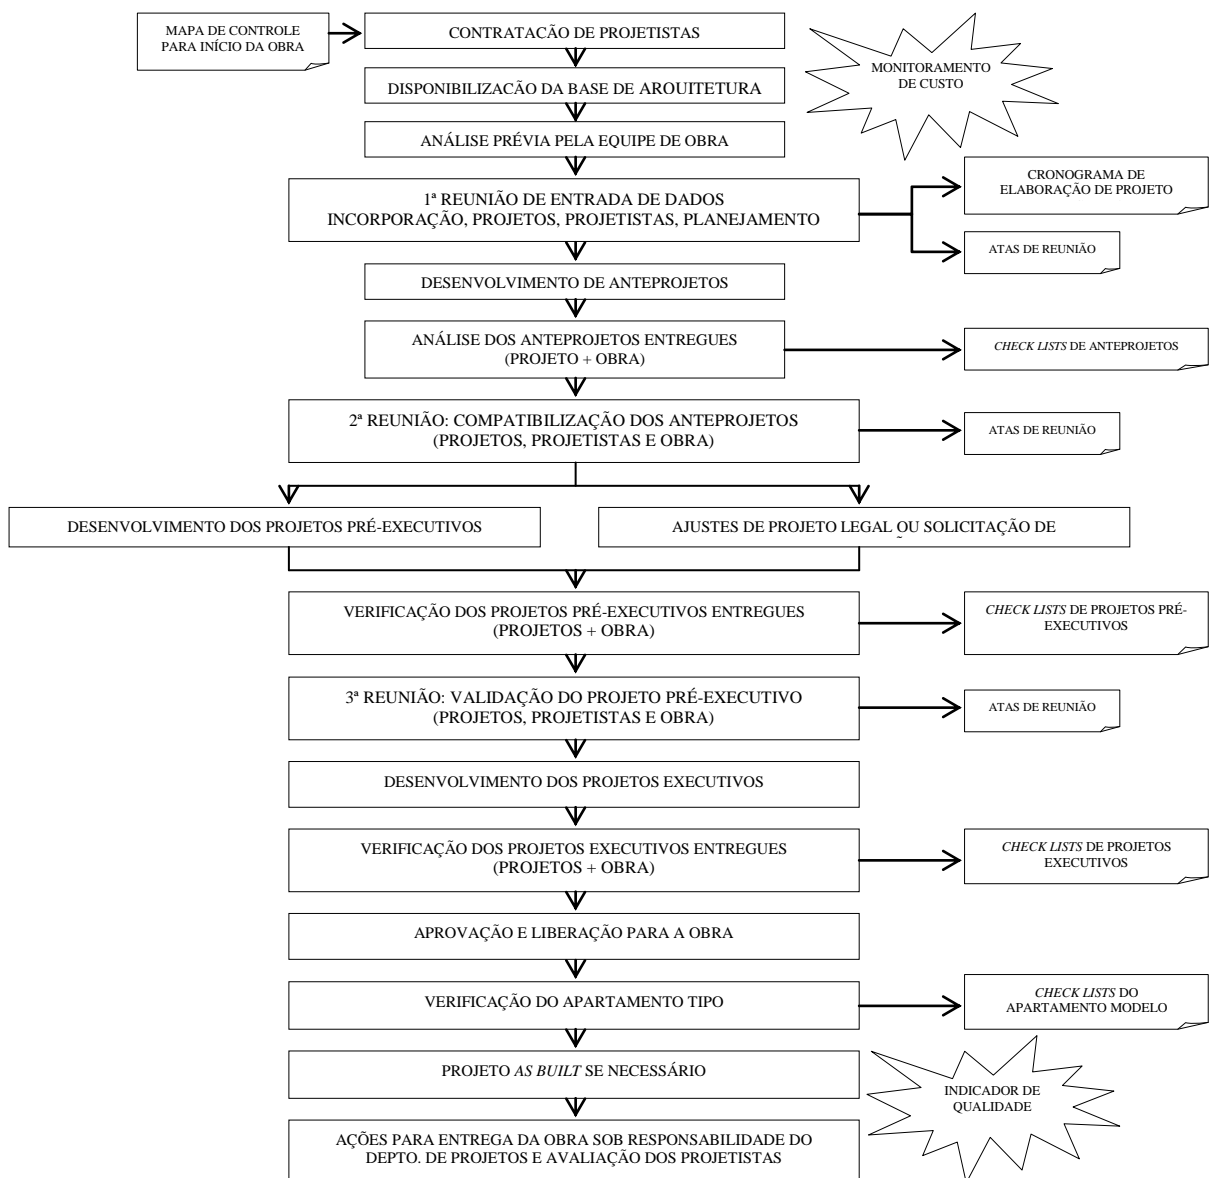 MAPA DE CONTROLE
PARA INÍCIO DA OBRA
CONTRATAÇÃO DE PROJETISTAS
MONITORAMENTO
DE CUSTO
DISPONIBILIZACÃO DA BASE DE AROUITETURA
ANÁLISE PRÉVIA PELA EQUIPE DE OBRA
1ª REUNIÃO DE ENTRADA DE DADOS
INCORPORAÇÃO, PROJETOS, PROJETISTAS, PLANEJAMENTO
CRONOGRAMA DE
ELABORAÇÃO DE PROJETO
ATAS DE REUNIÃO
DESENVOLVIMENTO DE ANTEPROJETOS
ANÁLISE DOS ANTEPROJETOS ENTREGUES
(PROJETO + OBRA)
CHECK LISTS DE ANTEPROJETOS
2ª REUNIÃO: COMPATIBILIZAÇÃO DOS ANTEPROJETOS
(PROJETOS, PROJETISTAS E OBRA)
ATAS DE REUNIÃO
DESENVOLVIMENTO DOS PROJETOS PRÉ-EXECUTIVOS
AJUSTES DE PROJETO LEGAL OU SOLICITAÇÃO DE
VERIFICAÇÃO DOS PROJETOS PRÉ-EXECUTIVOS ENTREGUES
(PROJETOS + OBRA)
CHECK LISTS DE PROJETOS PRÉ-
EXECUTIVOS
3ª REUNIÃO: VALIDAÇÃO DO PROJETO PRÉ-EXECUTIVO
(PROJETOS, PROJETISTAS E OBRA)
ATAS DE REUNIÃO
DESENVOLVIMENTO DOS PROJETOS EXECUTIVOS
VERIFICAÇÃO DOS PROJETOS EXECUTIVOS ENTREGUES
(PROJETOS + OBRA)
CHECK LISTS DE PROJETOS
EXECUTIVOS
APROVAÇÃO E LIBERAÇÃO PARA A OBRA
VERIFICAÇÃO DO APARTAMENTO TIPO
CHECK LISTS DO
APARTAMENTO MODELO
PROJETO AS BUILT SE NECESSÁRIO
INDICADOR DE
QUALIDADE
AÇÕES PARA ENTREGA DA OBRA SOB RESPONSABILIDADE DO
DEPTO. DE PROJETOS E AVALIAÇÃO DOS PROJETISTAS